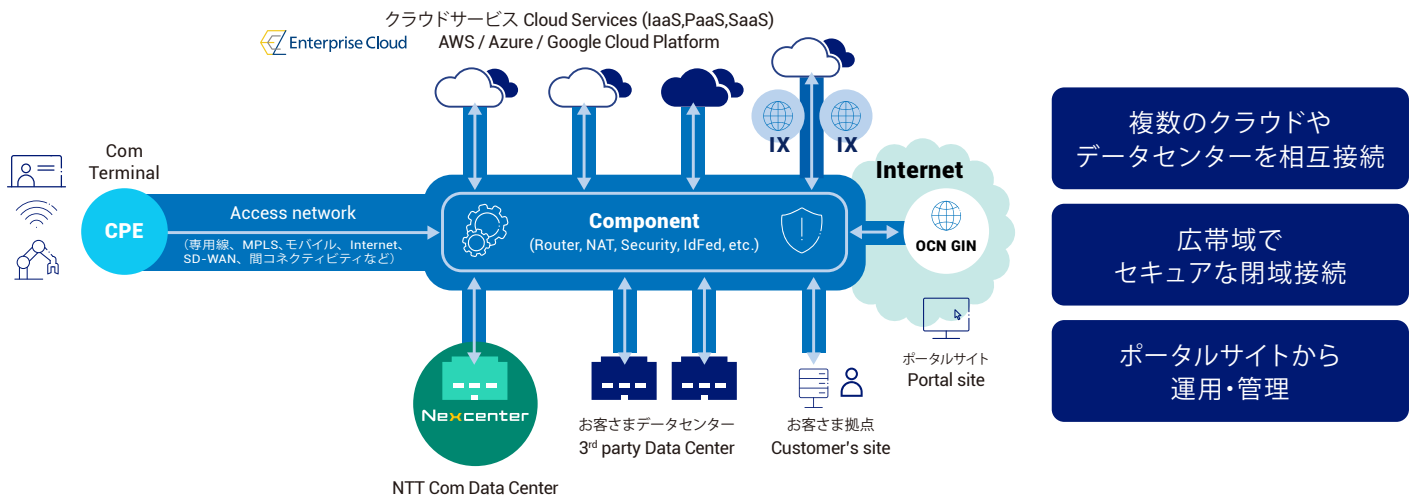 クラウドサービス Cloud Services (IaaS,PaaS,SaaS)
Enterprise Cloud
AWS / Azure / Google Cloud Platform
IX
IX
Com
Terminal
CPE
Access network
(専用線、MPLS、モバイル、Internet、
SD-WAN、間コネクティビティなど)
Component
(Router, NAT, Security, IdFed, etc.)
Internet
OCN GIN
ポータルサイト
Portal site
Nexcenter
NTT Com Data Center
お客さまデータセンター
3rd party Data Center
お客さま拠点
Customer's site
複数のクラウドや
データセンターを相互接続
広帯域で
セキュアな閉域接続
ポータルサイトから
運用・管理